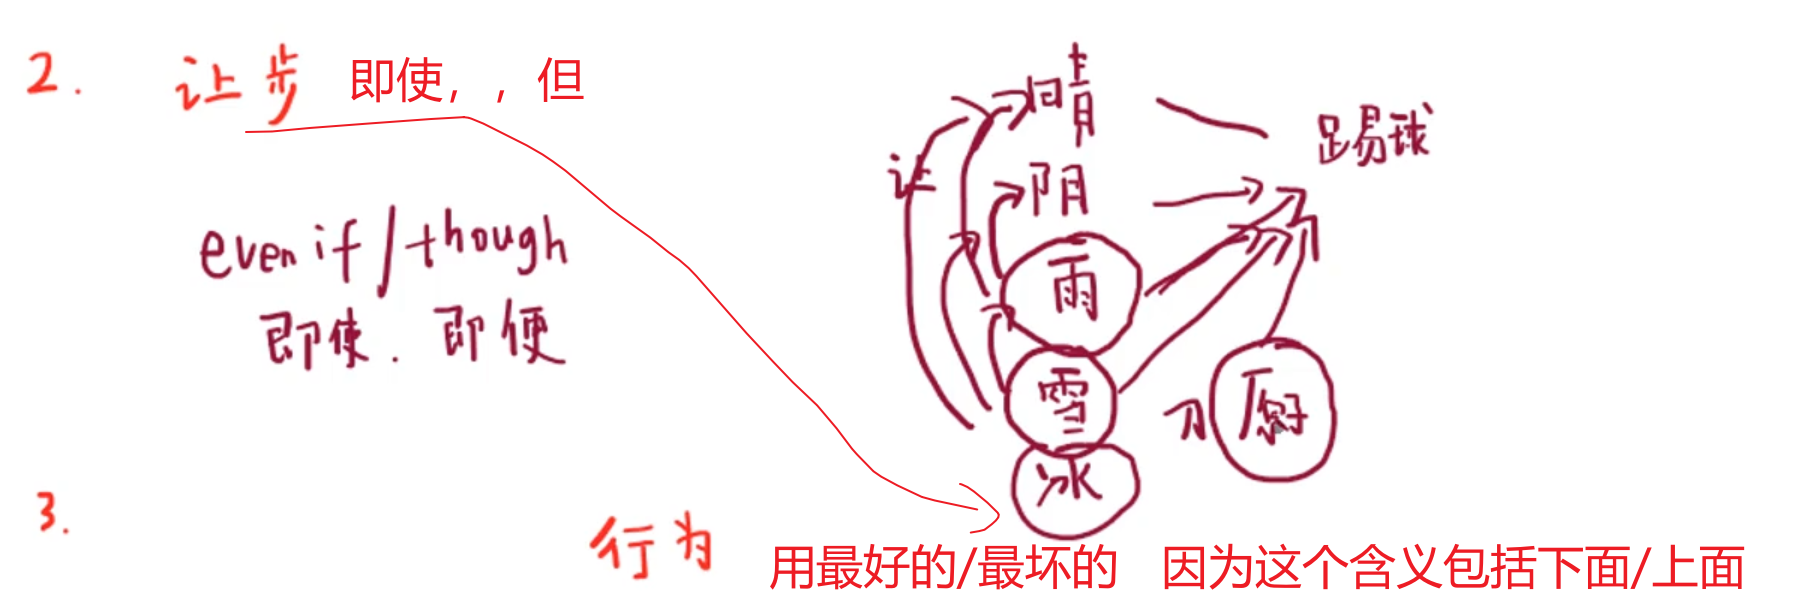 2. 让步 即使，，但
even if/though
即使. 即便
晴
踢球
让
阴
雨
雪
刀 厨
冰
3.
行为 用最好的/最坏的 因为这个含义包括下面/上面